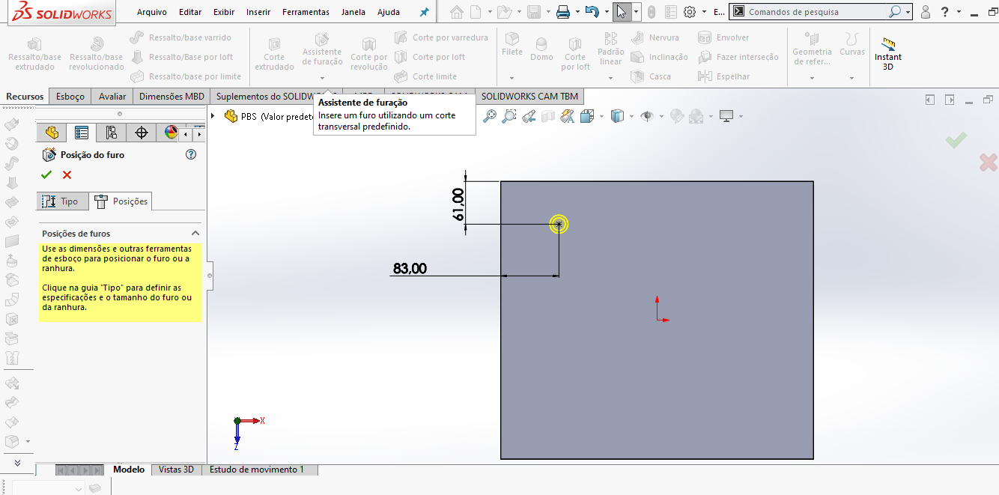 SOLIDWORKS Arquivo Editar Exibir Inserir Ferramentas Janela Ajuda E... Comandos de pesquisa ?
Ressalto/base extrudado
Ressalto/base revolucionado
Ressalto/base varrido
Ressalto/Base por loft
Ressalto/base por limite
Corte extrudado
Assistente de furação
Corte por revolução
Corte por varredura
Corte por loft
Corte limite
Filete
Domo
Corte por loft
Padrão linear
Nervura
Inclinação
Casca
Envolver
Fazer interseção
Espelhar
Geometria de refer...
Curvas
Instant 3D
Recursos Esboço Avaliar Dimensões MBD Suplementos do SOLIDW SOLIDWORKS CAM TBM
Assistente de furação
Insere um furo utilizando um corte
transversal predefinido.
PBS (Valor predet
Posição do furo
Tipo Posições
Posições de furos
Use as dimensões e outras ferramentas
de esboço para posicionar o furo ou a
ranhura.
Clique na guia "Tipo" para definir as
especificações e o tamanho do furo ou
da ranhura.
61,00
83,00
X
Z
Modelo Vistas 3D Estudo de movimento 1